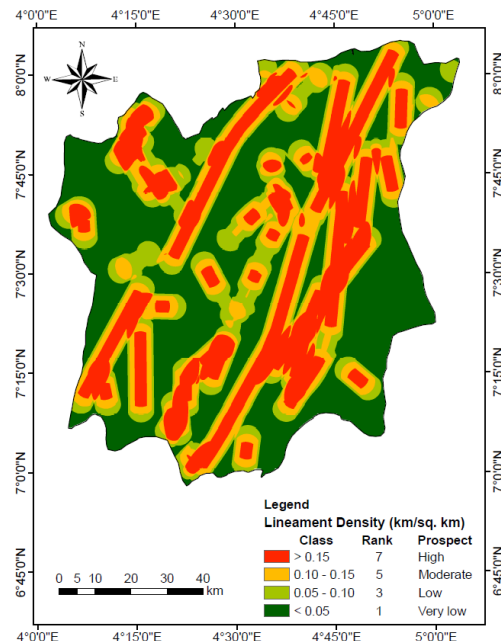 4°0'0"E 4°15'0"E 4°30'0"E 4°45'0"E 5°0'0"E
N
W E
S
8°0'0"N 8°0'0"N
7°45'0"N 7°45'0"N
7°30'0"N 7°30'0"N
7°15'0"N 7°15'0"N
7°0'0"N 7°0'0"N
6°45'0"N 6°45'0"N
Legend
Lineament Density (km/sq. km)
Class Rank Prospect
> 0.15 7 High
0.10 - 0.15 5 Moderate
0.05 - 0.10 3 Low
< 0.05 1 Very low
0 5 10 20 30 40
km
4°0'0"E 4°15'0"E 4°30'0"E 4°45'0"E 5°0'0"E